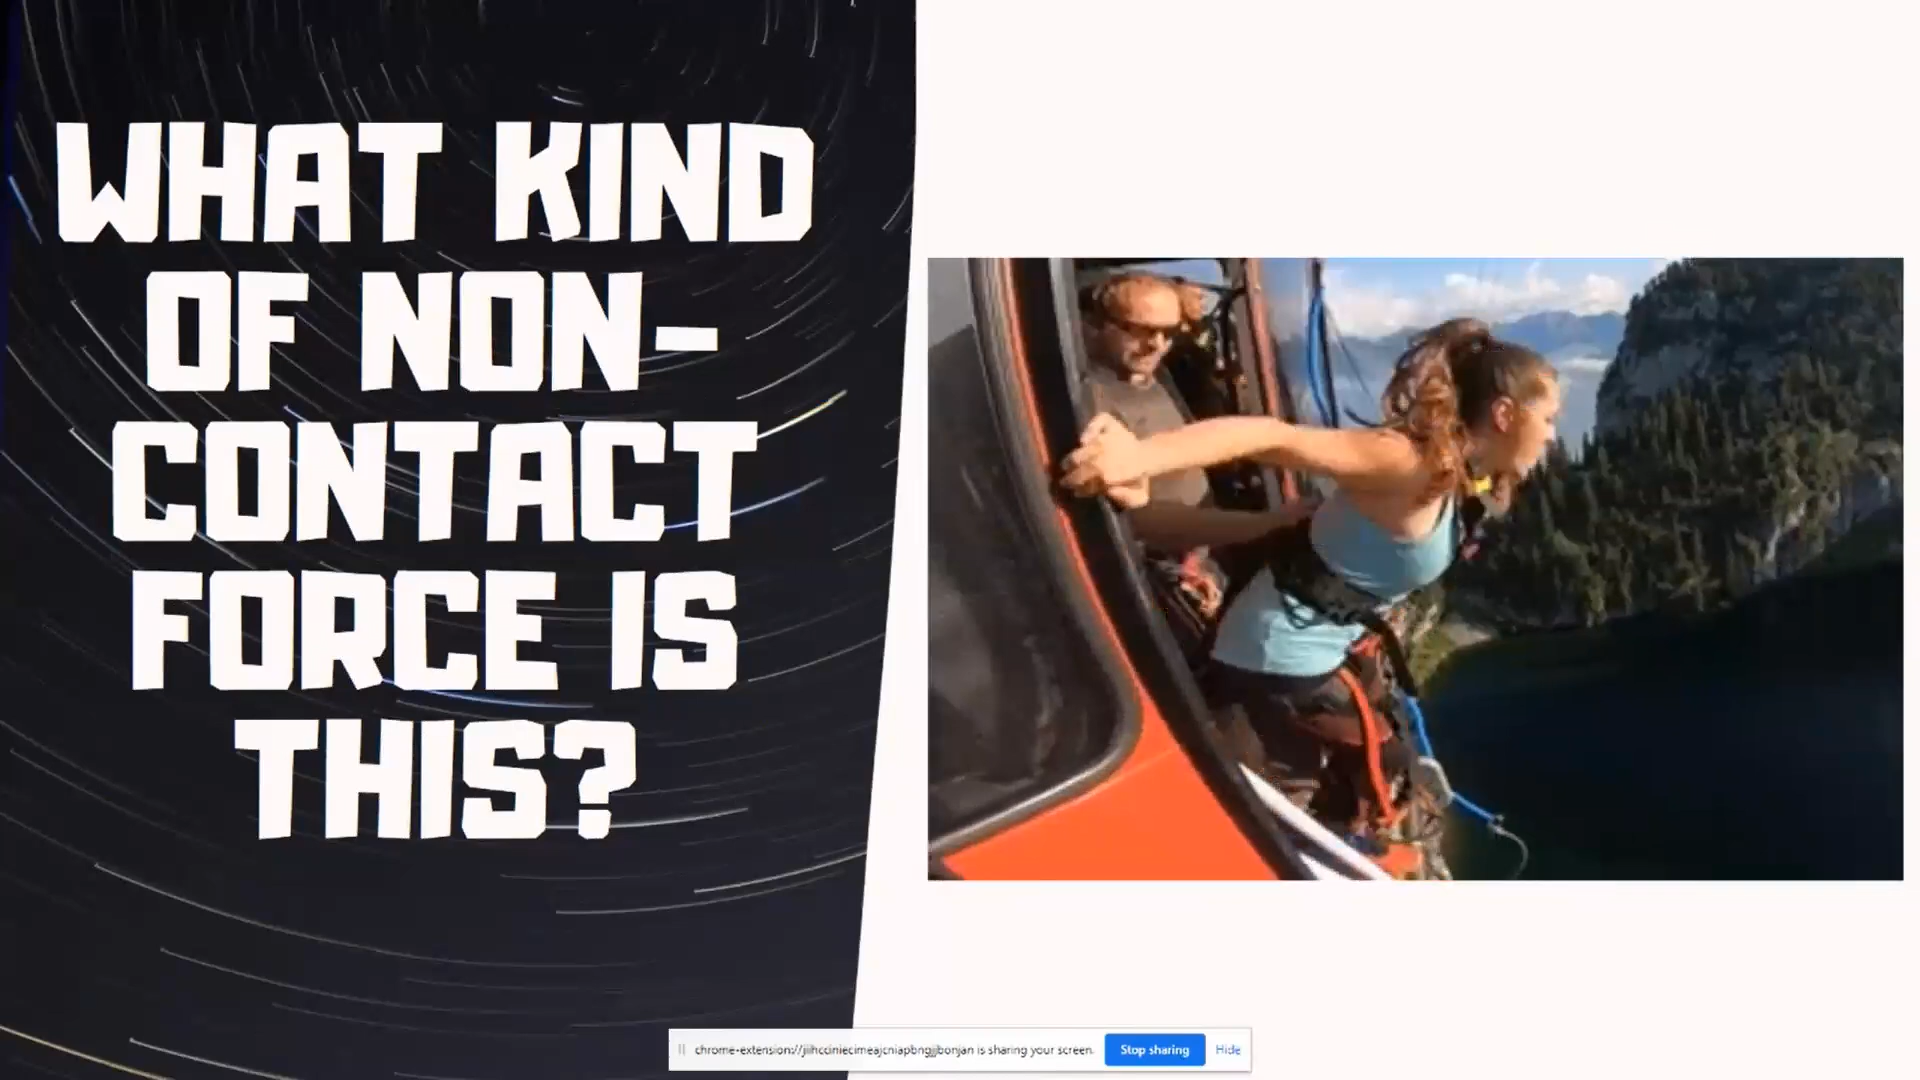 WHAT KIND
OF NON-
CONTACT
FORCE IS
THIS?
is sharing your screen.
Stop sharing
Hide